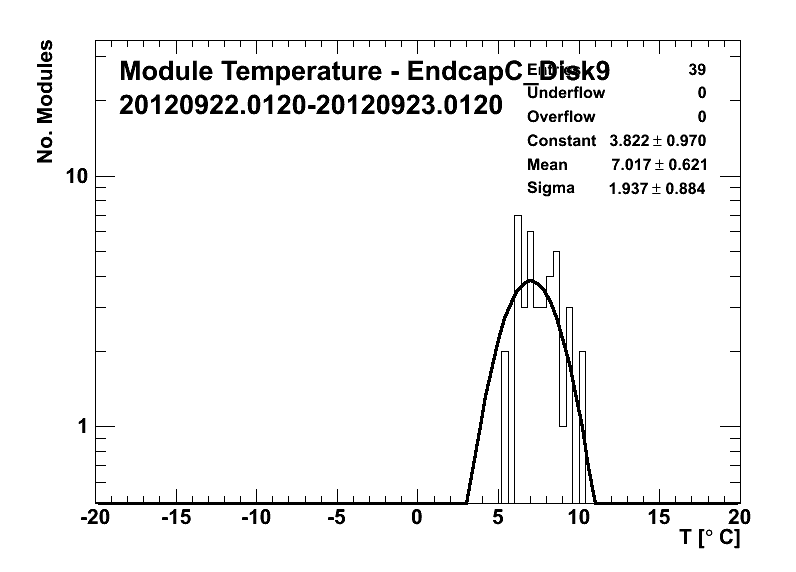 Module Temperature - EndcapC_Disk9
20120922.0120-20120923.0120
Entries 39
Underflow 0
Overflow 0
Constant 3.822 ± 0.970
Mean 7.017 ± 0.621
Sigma 1.937 ± 0.884
No. Modules
10
1
-20 -15 -10 -5 0 5 10 15 20
T [° C]